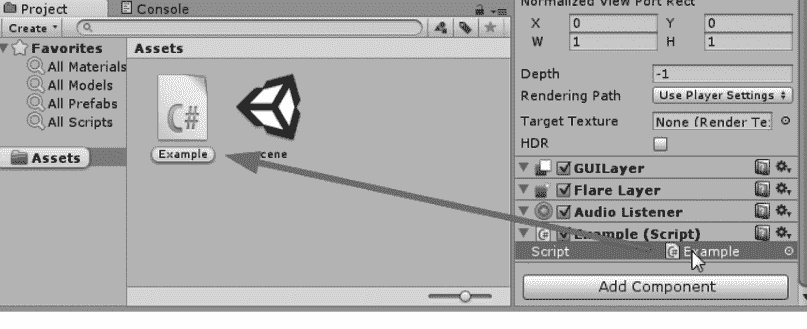 Project
Console
Create
Favorites
All Materials
All Models
All Prefabs
All Scripts
Assets
Assets
C#
Example
cene
Normalized View Port Rect
X 0 Y 0
W 1 H 1
Depth -1
Rendering Path Use Player Settings
Target Texture None (Render Te:
HDR
GUILayer
Flare Layer
Audio Listener
Example (Script)
Script Example
Add Component